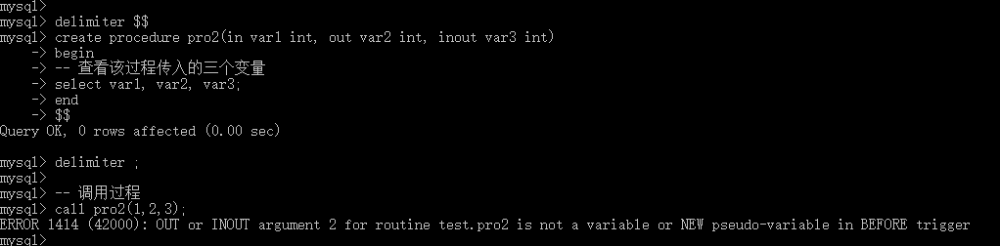 mysql>
mysql> delimiter $$
mysql> create procedure pro2(in var1 int, out var2 int, inout var3 int)
    -> begin
    -> -- 查看该过程传入的三个变量
    -> select var1, var2, var3;
    -> end
    -> $$
Query OK, 0 rows affected (0.00 sec)

mysql> delimiter ;
mysql>
mysql> -- 调用过程
mysql> call pro2(1,2,3);
ERROR 1414 (42000): OUT or INOUT argument 2 for routine test.pro2 is not a variable or NEW pseudo-variable in BEFORE trigger
mysql>